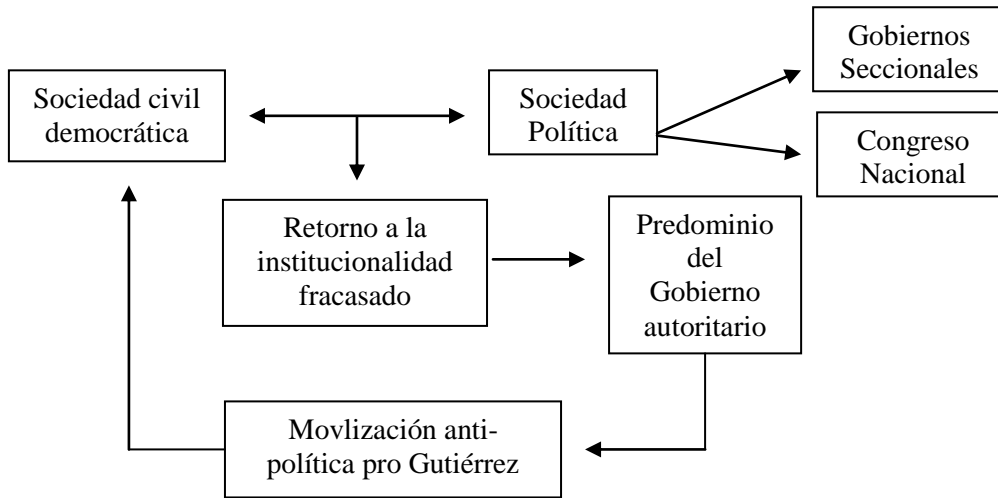 Gobiernos
Seccionales
Sociedad civil
democrática
Sociedad
Política
Congreso
Nacional
Retorno a la
institucionalidad
fracasado
Predominio
del
Gobierno
autoritario
Movlización anti-
política pro Gutiérrez